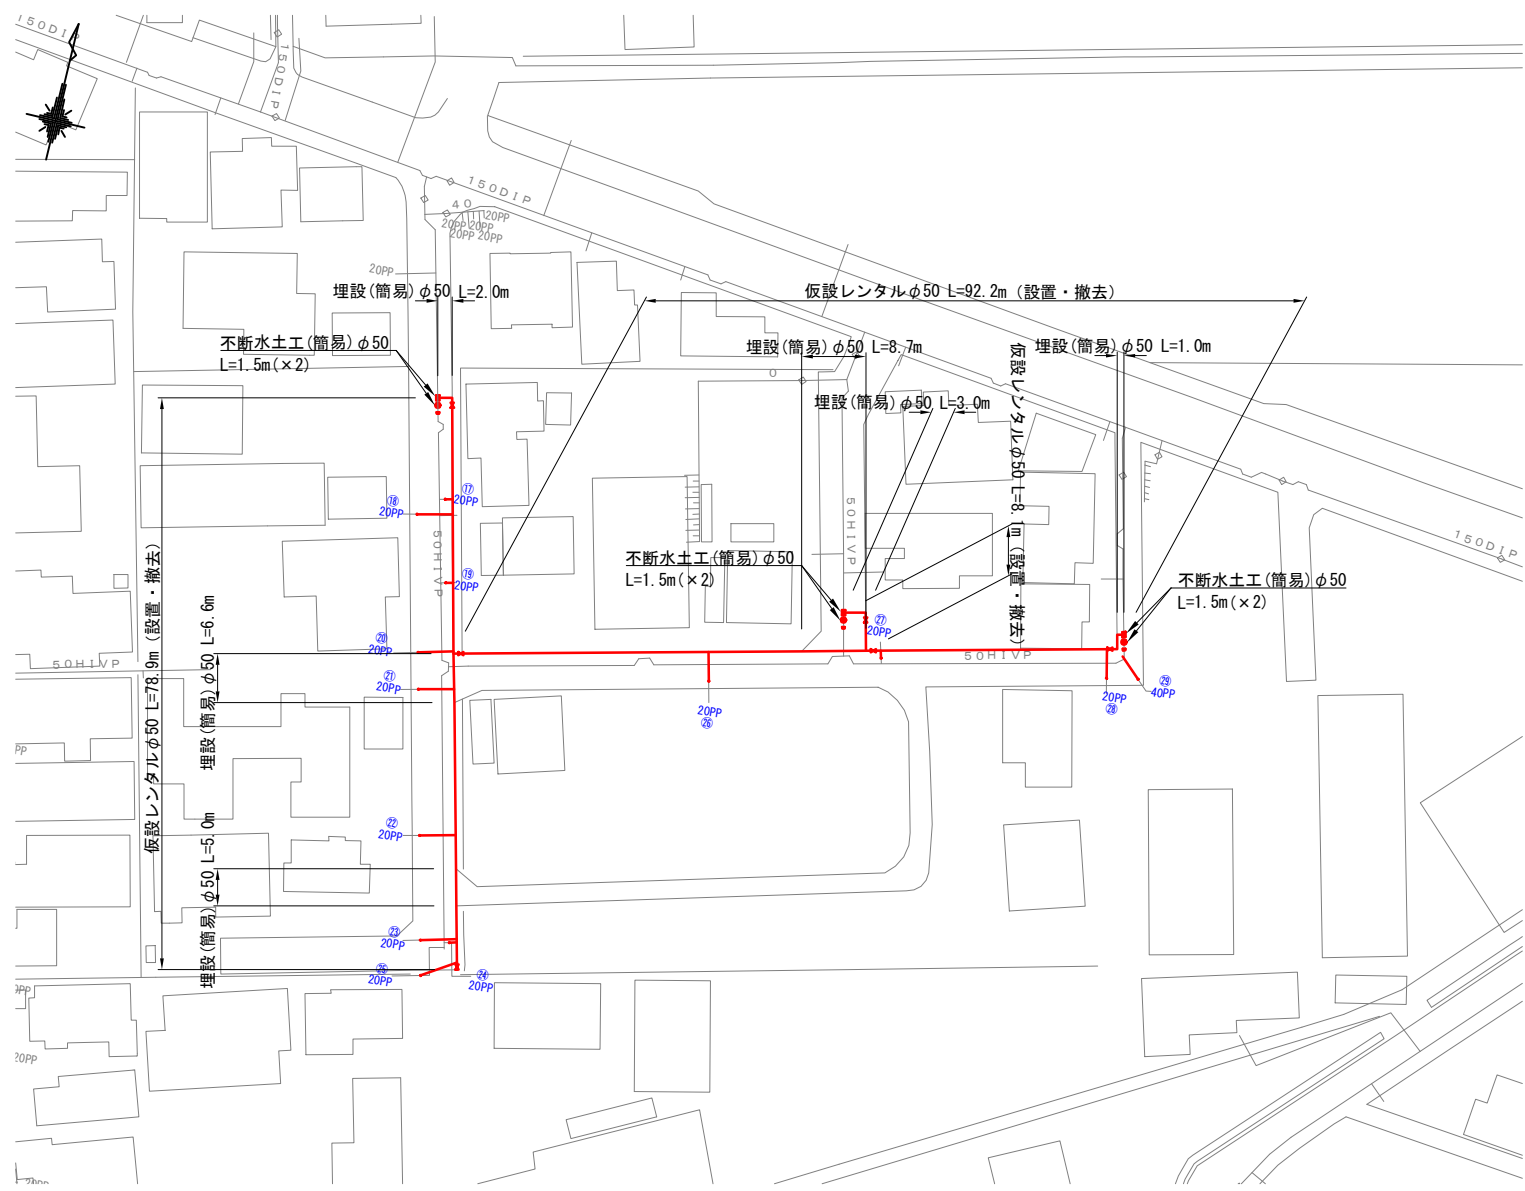 150DIP
150DIP
150DIP
40
20PP
20PP 20PP
20PP 20PP
20PP
埋設(簡易)φ50 L=2.0m
仮設レンタルφ50 L=92.2m (設置・撤去)
不断水土工(簡易)φ50
L=1.5m(×2)
埋設(簡易)φ50 L=8.7m
埋設(簡易)φ50 L=1.0m
0
埋設(簡易)φ50 L=3.0m
仮設レンタルφ50 L=8.1m (設置・撤去)
⑰
20PP
⑱
20PP
50HIVP
50HIVP
150DIP
不断水土工(簡易)φ50
L=1.5m(×2)
⑲
20PP
不断水土工(簡易)φ50
L=1.5m(×2)
仮設レンタルφ50 L=78.9m (設置・撤去)
埋設(簡易)φ50 L=6.6m
⑳
20PP
㉗
20PP
50HIVP
50HIVP
㉑
20PP
20PP
㉖
20PP
㉘
㉙
40PP
PP
㉒
20PP
埋設(簡易)φ50 L=5.0m
㉓
20PP
㉕
20PP
㉔
20PP
20PP
20PP
20PP